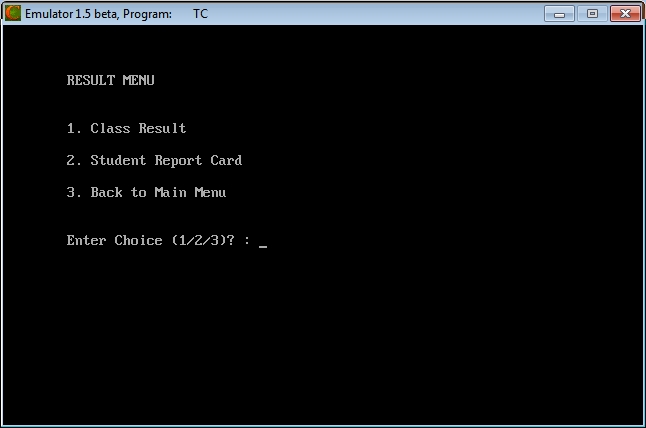 Emulator 1.5 beta, Program: TC
RESULT MENU
1. Class Result
2. Student Report Card
3. Back to Main Menu
Enter Choice (1/2/3)? : _